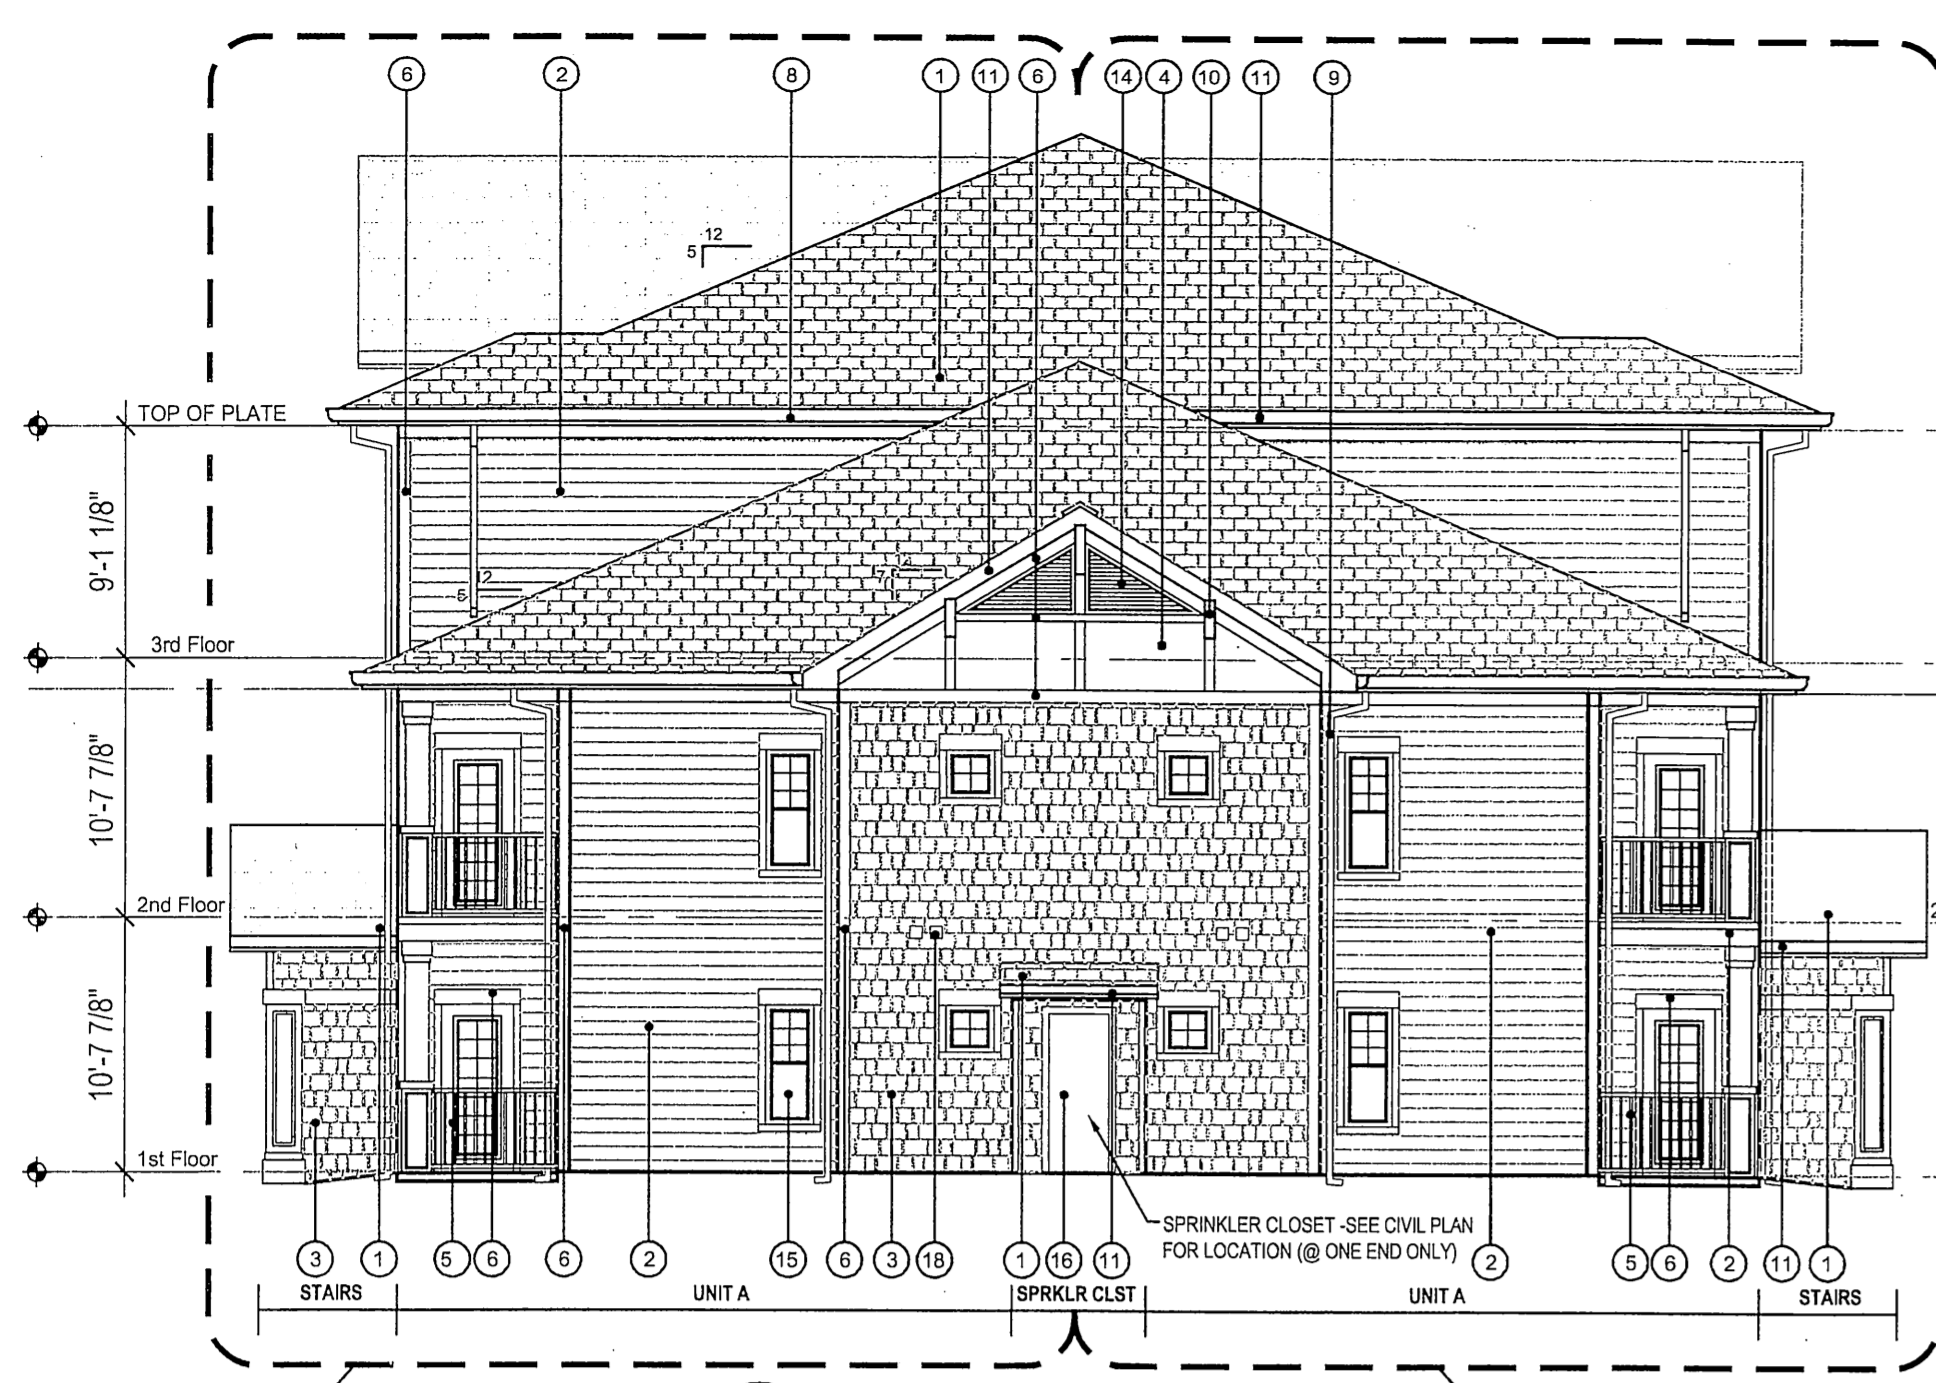 6 2 8 1 11 6 14 4 10 11 9
12
5
TOP OF PLATE
9'-1 1/8"
12
5
7
3rd Floor
10'-7 7/8"
2nd Floor
10'-7 7/8"
1st Floor
SPRINKLER CLOSET -SEE CIVIL PLAN
FOR LOCATION (@ ONE END ONLY)
3 1 5 6 6 2 15 6 3 18 1 16 11 2 5 6 2 11 1
STAIRS UNIT A SPRKLR CLST UNIT A STAIRS